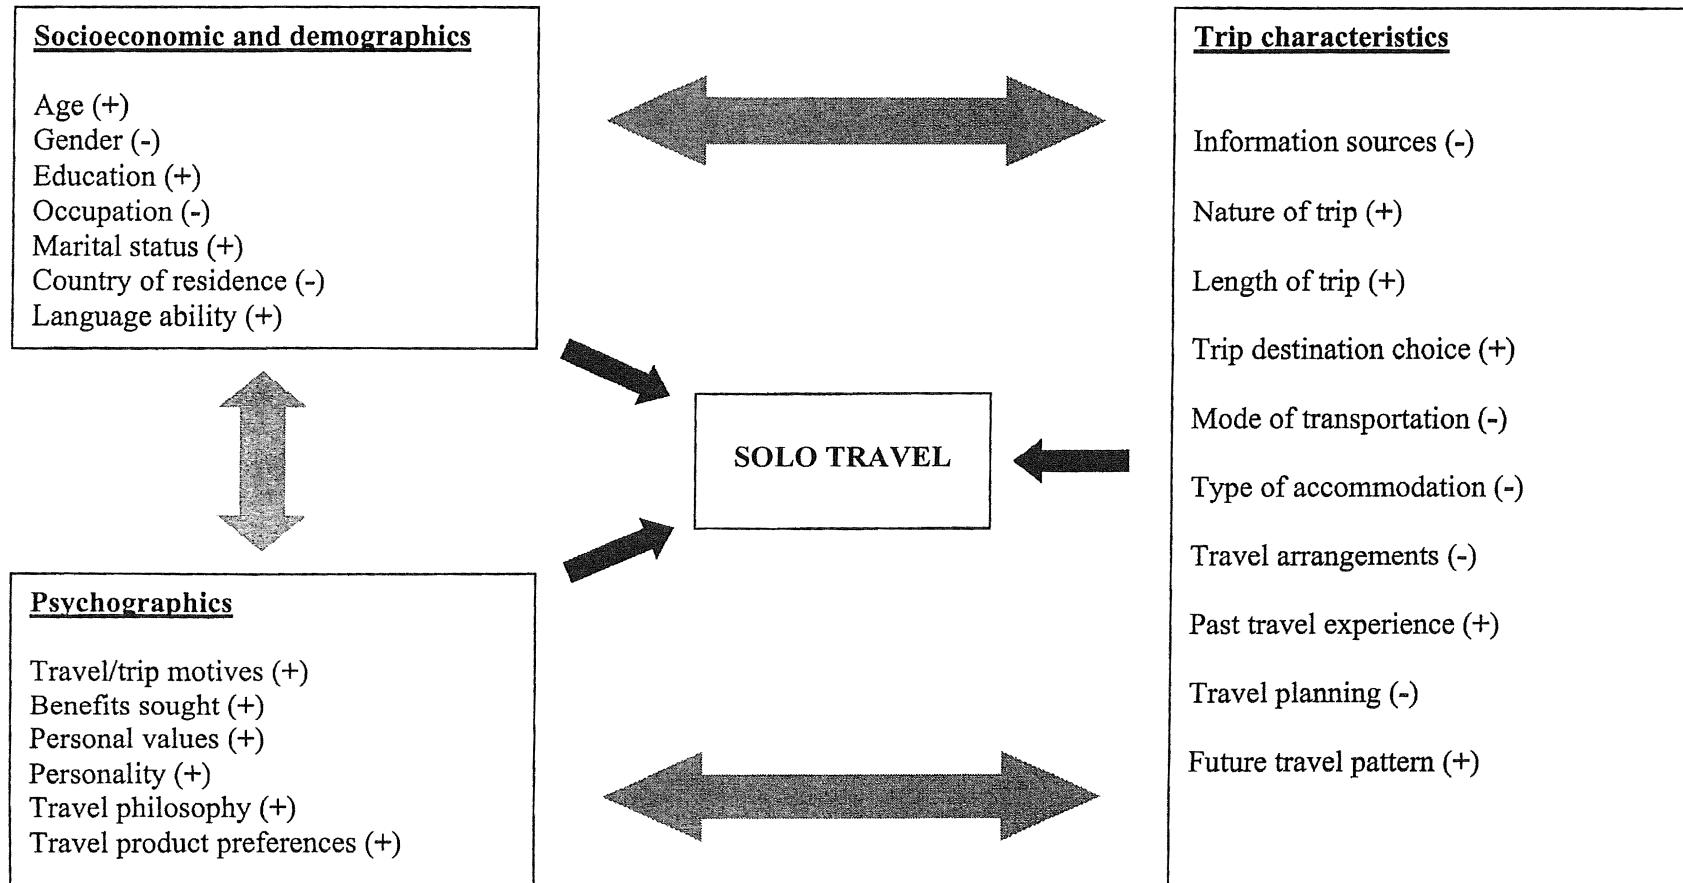 Socioeconomic and demographics
Age (+)
Gender (-)
Education (+)
Occupation (-)
Marital status (+)
Country of residence (-)
Language ability (+)
Psychographics
Travel/trip motives (+)
Benefits sought (+)
Personal values (+)
Personality (+)
Travel philosophy (+)
Travel product preferences (+)
SOLO TRAVEL
Trip characteristics
Information sources (-)
Nature of trip (+)
Length of trip (+)
Trip destination choice (+)
Mode of transportation (-)
Type of accommodation (-)
Travel arrangements (-)
Past travel experience (+)
Travel planning (-)
Future travel pattern (+)